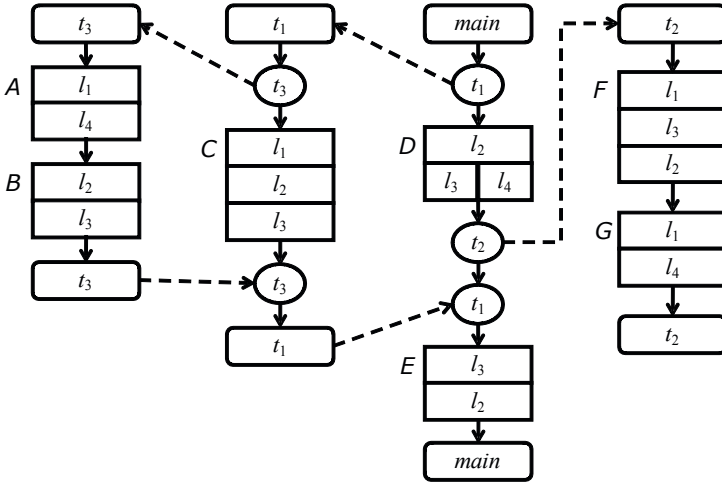 t₃
A
l₁
l₄
B
l₂
l₃
t₃
t₁
t₃
C
l₁
l₂
l₃
t₃
t₁
main
t₁
D
l₂
l₃ l₄
t₂
t₁
E
l₃
l₂
main
t₂
F
l₁
l₃
l₂
G
l₁
l₄
t₂